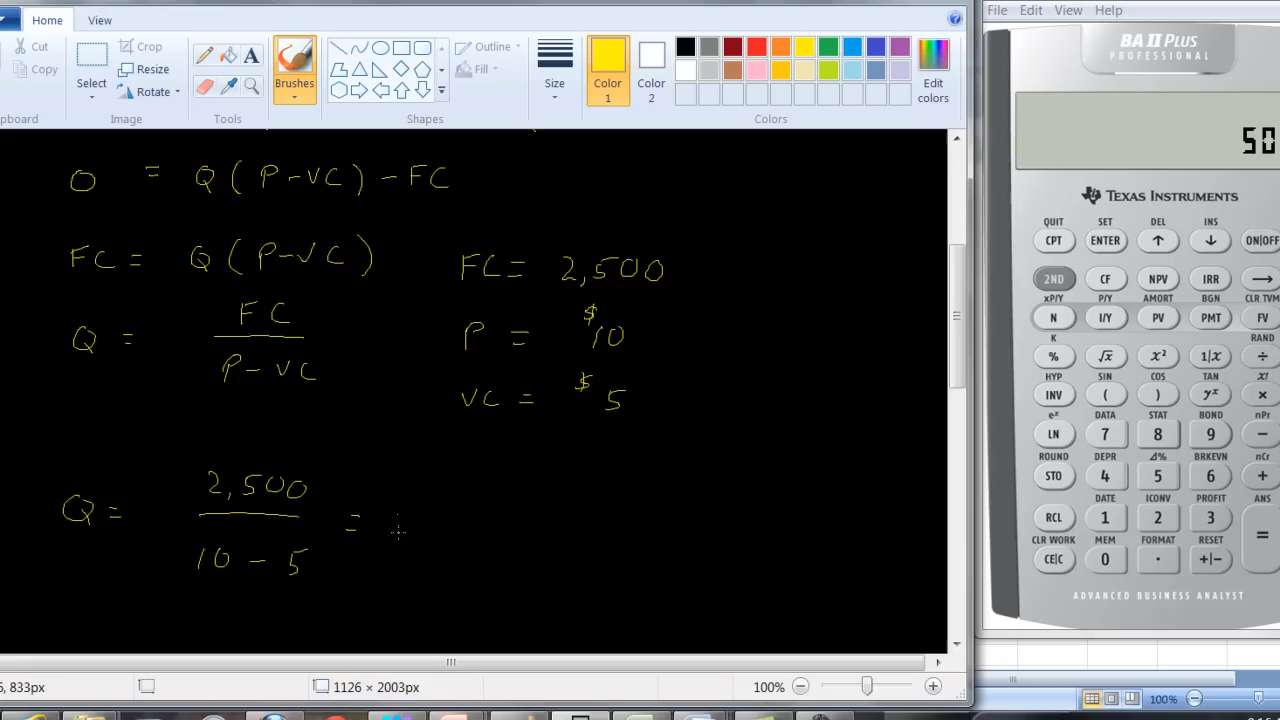 Home View
File Edit View Help
Cut
Copy
Select
Crop
Resize
Rotate
Brushes
Outline
Fill
Size
Color 1
Color 2
Edit colors
Image
Tools
Shapes
Colors
BA II PLUS
PROFESSIONAL
50
TEXAS INSTRUMENTS
0 = Q ( P - VC ) - FC
FC = Q ( P - VC )
Q = FC / P - VC
FC = 2,500
P = $ 10
VC = $ 5
Q = 2,500 / 10 - 5 =
QUIT SET DEL INS
CPT ENTER ↑ ↓ ON|OFF
2ND CF NPV IRR →
xP/Y P/Y AMORT BGN CLR TVM
N I/Y PV PMT FV
K RAND
% √x x² 1/x ÷
HYP SIN COS TAN x!
INV ( ) yˣ ×
eˣ DATA STAT BOND nPr
LN 7 8 9 −
ROUND DEPR Δ% BRKEVN nCr
STO 4 5 6 +
DATE ICONV PROFIT
RCL 1 2 3 =
CLR WORK MEM FORMAT RESET
CE|C 0 . +|−
ADVANCED BUSINESS ANALYST
833px
1126 × 2003px
100%
100%